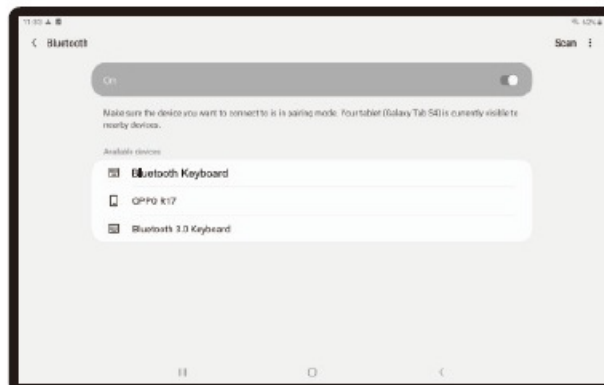 Bluetooth
Scan
On
Make sure the device you want to connect to is in pairing mode. Your tablet (Galaxy Tab S4) is currently visible to
nearby devices.
Available devices
Bluetooth Keyboard
OPPO R17
Bluetooth 3.0 Keyboard